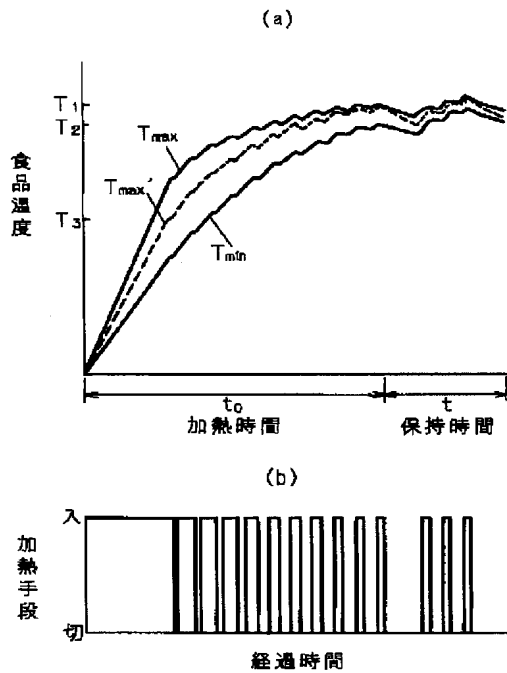 (a)
T1
T2
T3
食品温度
Tmax
Tmax'
Tmin
t0
t
加熱時間
保持時間
(b)
入
切
加熱手段
経過時間